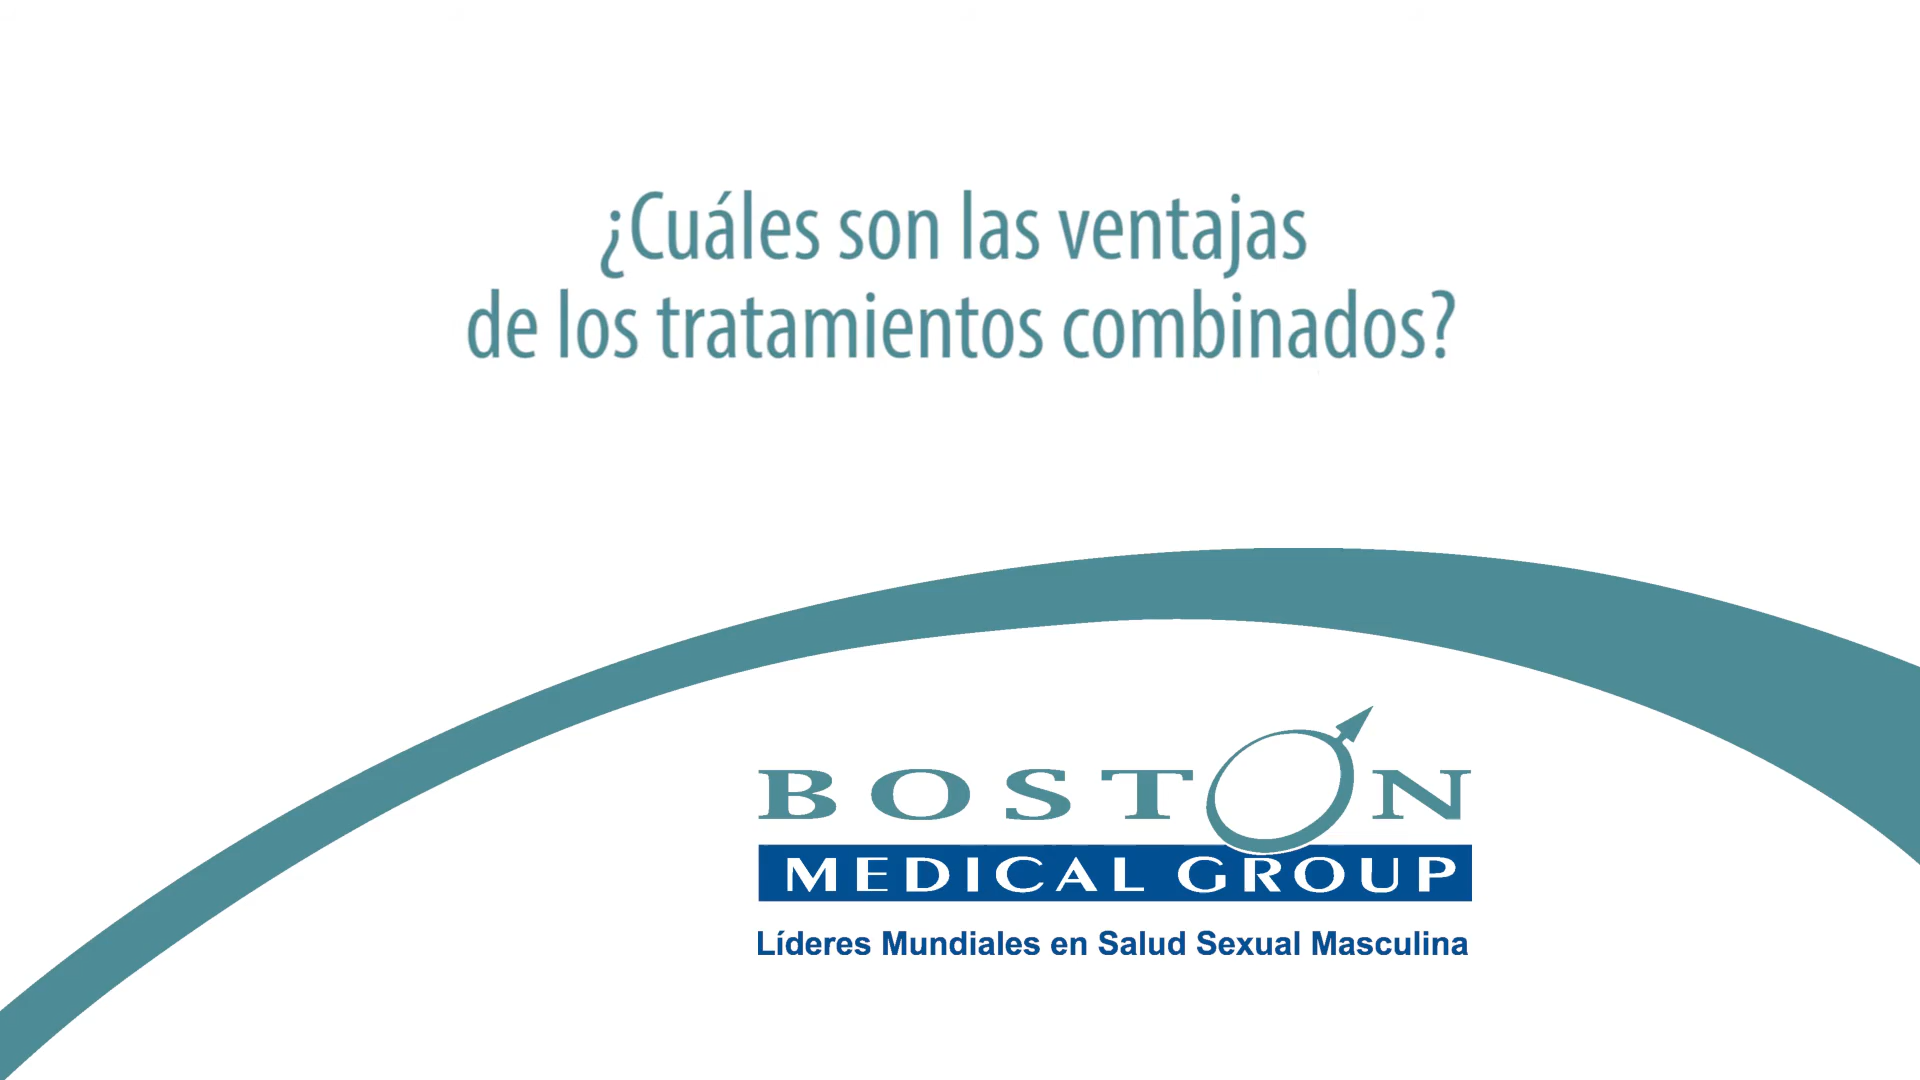 ¿Cuáles son las ventajas
de los tratamientos combinados?
BOSTON
MEDICAL GROUP
Líderes Mundiales en Salud Sexual Masculina